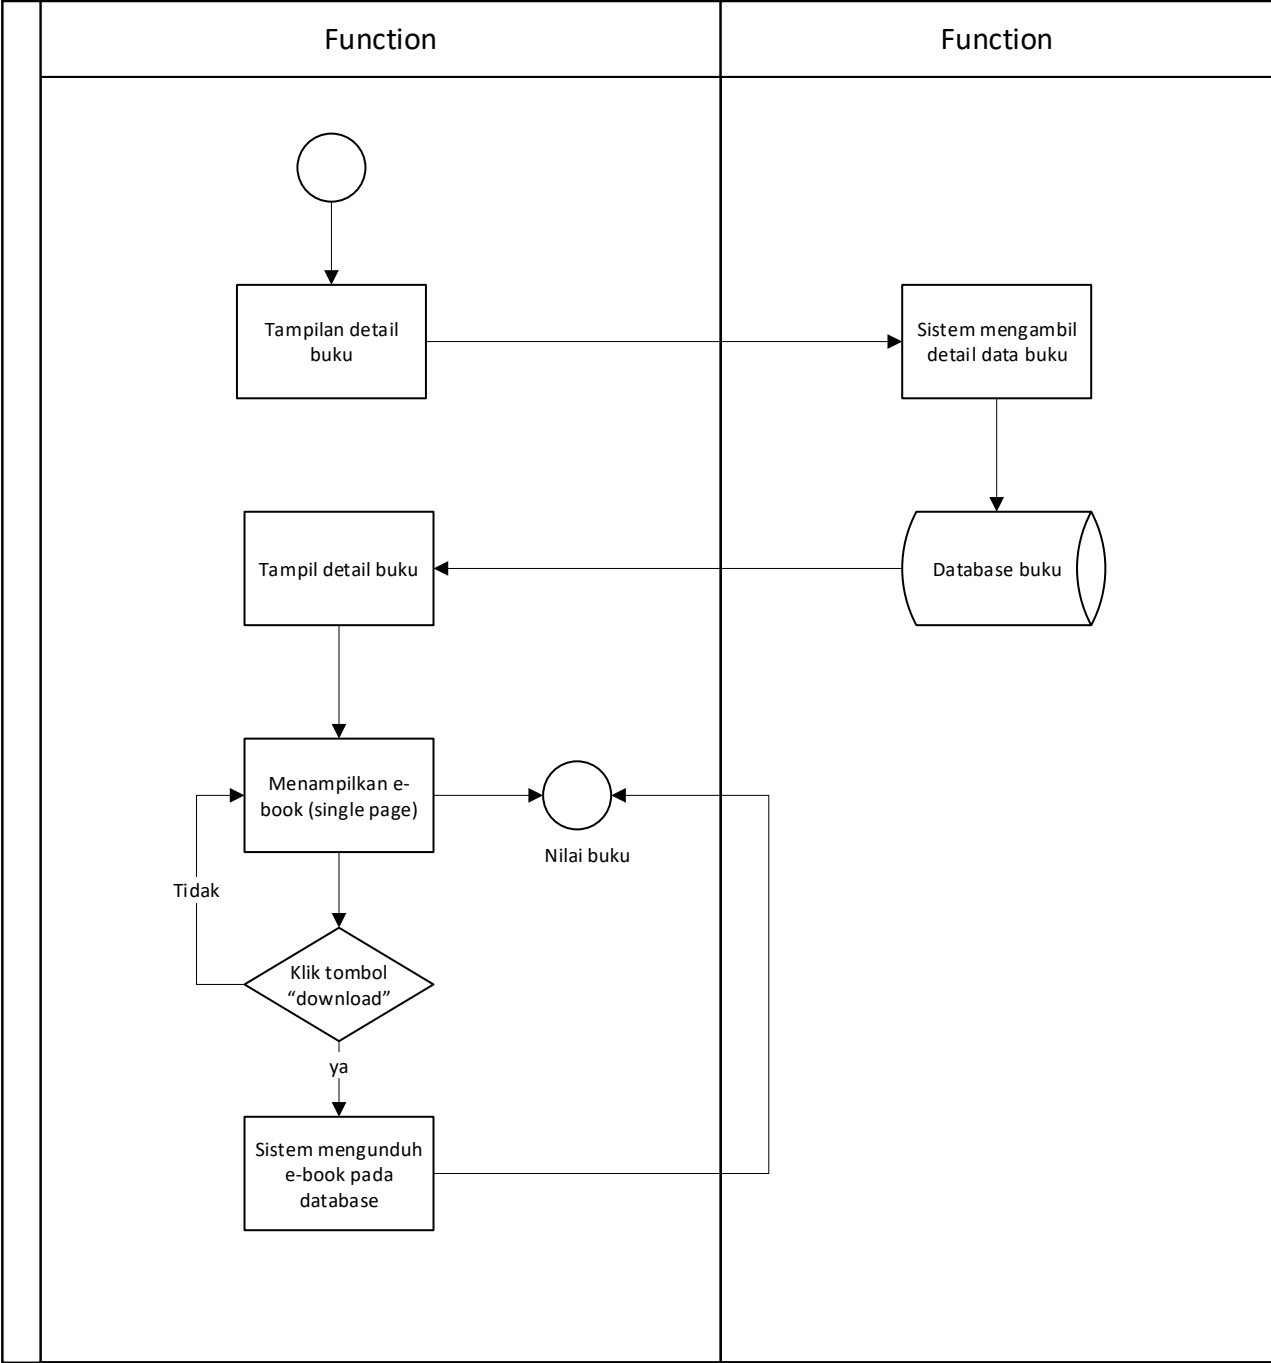 Function
Function
Tampilan detail
buku
Sistem mengambil
detail data buku
Tampil detail buku
Database buku
Menampilkan e-
book (single page)
Nilai buku
Tidak
Klik tombol
“download”
ya
Sistem mengunduh
e-book pada
database